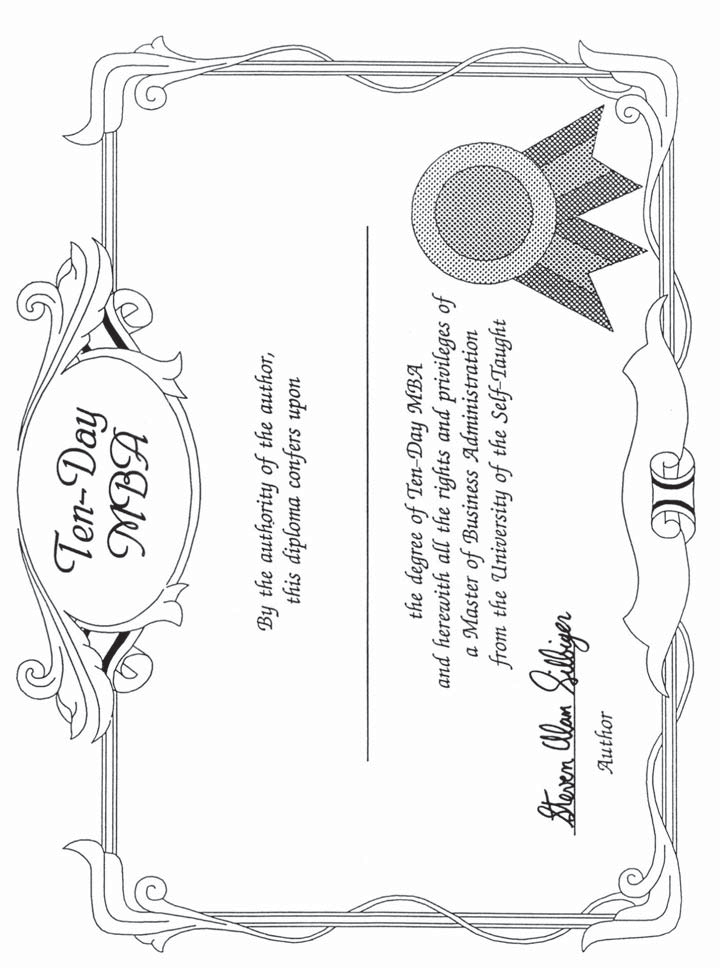 Ten-Day
MBA
By the authority of the author,
this diploma confers upon
the degree of Ten-Day MBA
and herewith all the rights and privileges of
a Master of Business Administration
from the University of the Self-Taught
Steven Alan Silbiger
Author